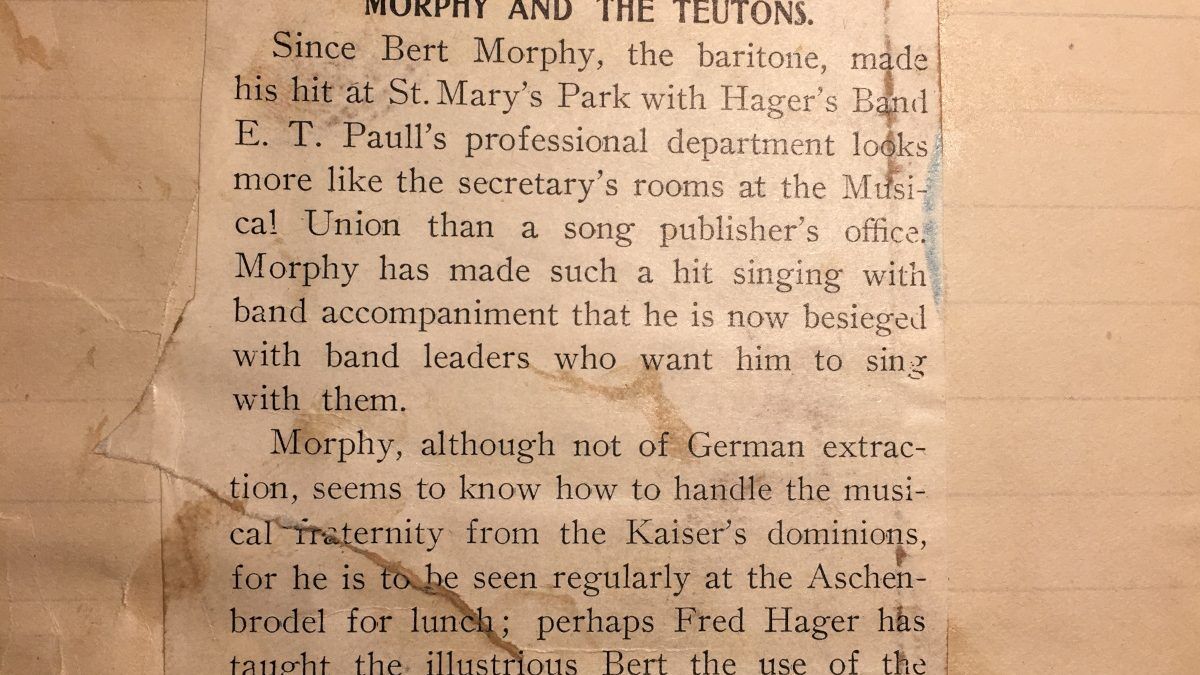 MORPHY AND THE TEUTONS.
Since Bert Morphy, the baritone, made
his hit at St. Mary's Park with Hager's Band
E. T. Paull's professional department looks
more like the secretary's rooms at the Musi-
cal Union than a song publisher's office.
Morphy has made such a hit singing with
band accompaniment that he is now besieged
with band leaders who want him to sing
with them.
Morphy, although not of German extrac-
tion, seems to know how to handle the musi-
cal fraternity from the Kaiser's dominions,
for he is to be seen regularly at the Aschen-
brodel for lunch; perhaps Fred Hager has
taught the illustrious Bert the use of the